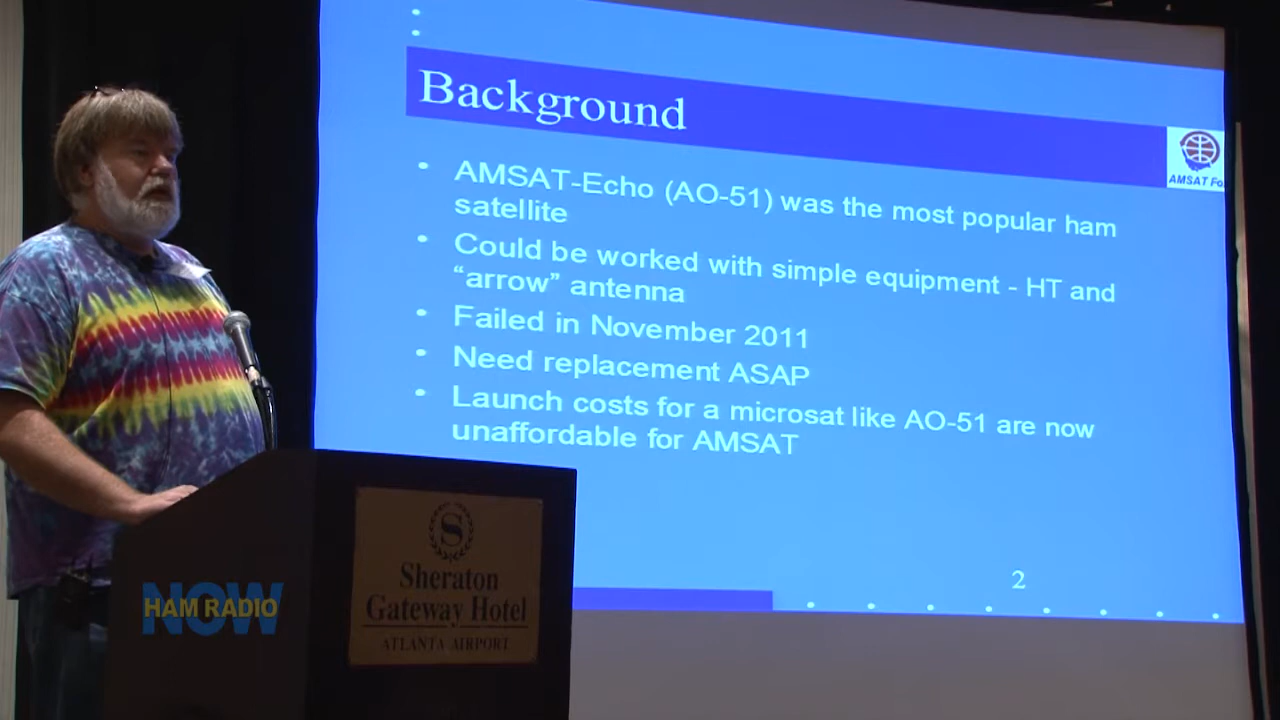 Background
AMSAT Fo
• AMSAT-Echo (AO-51) was the most popular ham
satellite
• Could be worked with simple equipment - HT and
“arrow” antenna
• Failed in November 2011
• Need replacement ASAP
• Launch costs for a microsat like AO-51 are now
unaffordable for AMSAT
2
S
Sheraton
Gateway Hotel
ATLANTA AIRPORT
NOW
HAM RADIO